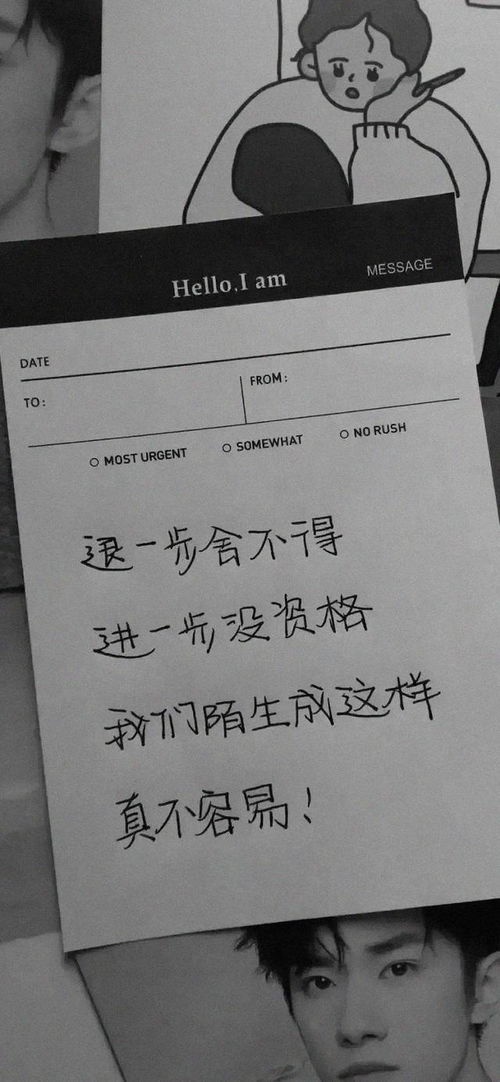 Hello.I am
MESSAGE
DATE
TO:
FROM:
MOST URGENT
SOMEWHAT
NO RUSH
退一步舍不得
进一步没资格
我们陌生成这样
真不容易！